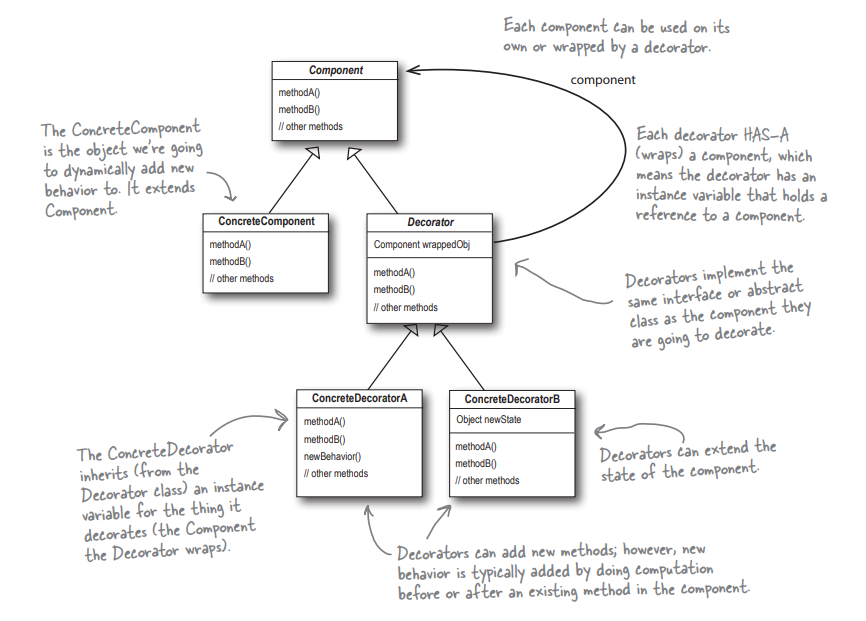 Each component can be used on its
own or wrapped by a decorator.
Component
methodA()
methodB()
// other methods
component
The ConcreteComponent
is the object we're going
to dynamically add new
behavior to. It extends
Component.
Each decorator HAS-A
(wraps) a component, which
means the decorator has an
instance variable that holds a
reference to a component.
ConcreteComponent
methodA()
methodB()
// other methods
Decorator
Component wrappedObj
methodA()
methodB()
// other methods
Decorators implement the
same interface or abstract
class as the component they
are going to decorate.
ConcreteDecoratorA
methodA()
methodB()
newBehavior()
// other methods
ConcreteDecoratorB
Object newState
methodA()
methodB()
// other methods
The ConcreteDecorator
inherits (from the
Decorator class) an instance
variable for the thing it
decorates (the Component
the Decorator wraps).
Decorators can extend the
state of the component.
Decorators can add new methods; however, new
behavior is typically added by doing computation
before or after an existing method in the component.